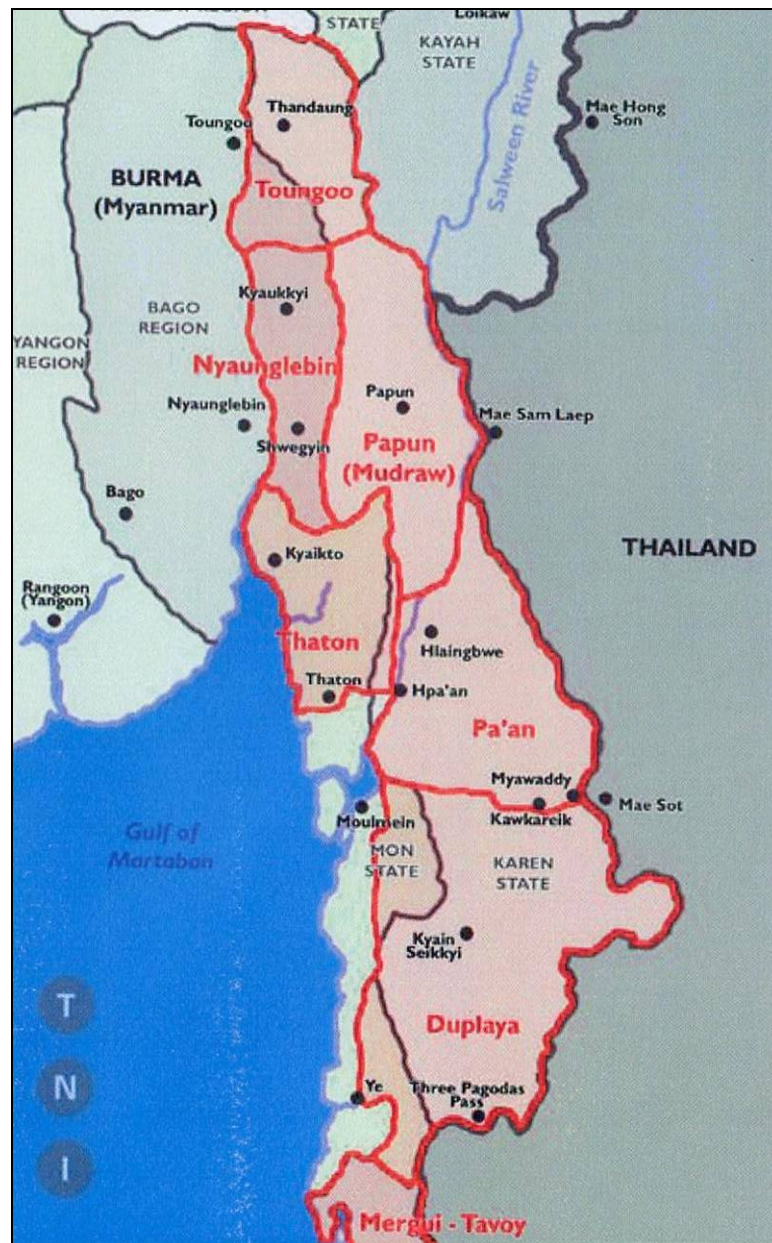 STATE
Loikaw
KAYAH
STATE
Salween River
Mae Hong
Son
Thandaung
Toungoo
BURMA
(Myanmar)
Toungoo
Kyaukkyi
BAGO
REGION
YANGON
REGION
Nyaunglebin
Nyaunglebin
Shwegyin
Papun
Papun
(Mudraw)
Mae Sam Laep
Bago
THAILAND
Kyaikto
Rangoon
(Yangon)
Thaton
Hlaingbwe
Thaton
Hpa'an
Pa'an
Myawaddy
Mae Sot
Kawkareik
Moulmein
Gulf of
Martaban
MON
STATE
KAREN
STATE
Kyain
Seikkyi
Duplaya
Ye
Three Pagodas
Pass
T
N
I
Mergui - Tavoy